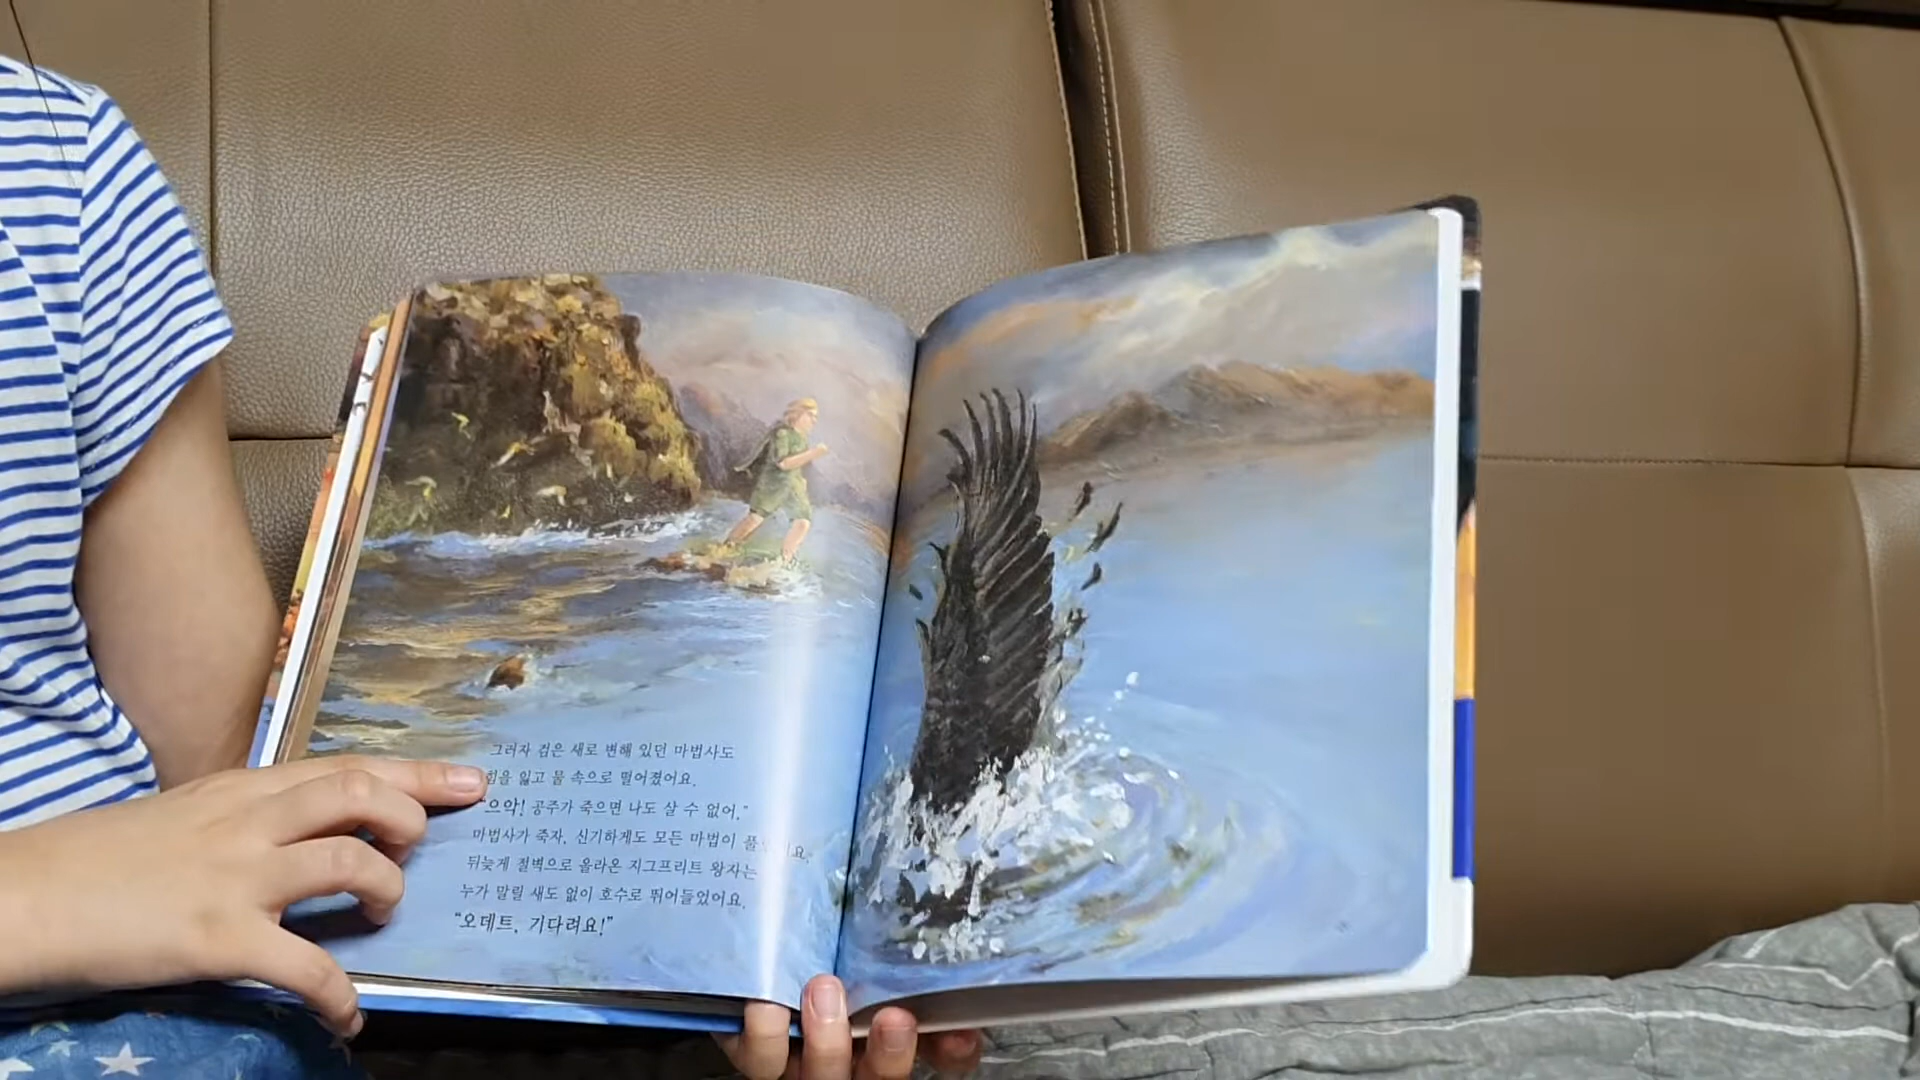 그러자 검은 새로 변해 있던 마법사도
힘을 잃고 물 속으로 떨어졌어요.
"으악! 공주가 죽으면 나도 살 수 없어."
마법사가 죽자, 신기하게도 모든 마법이
뒤늦게 절벽으로 올라온 지그프리트 왕자는
누가 말릴 새도 없이 호수로 뛰어들었어요.
"오데트, 기다려요!"